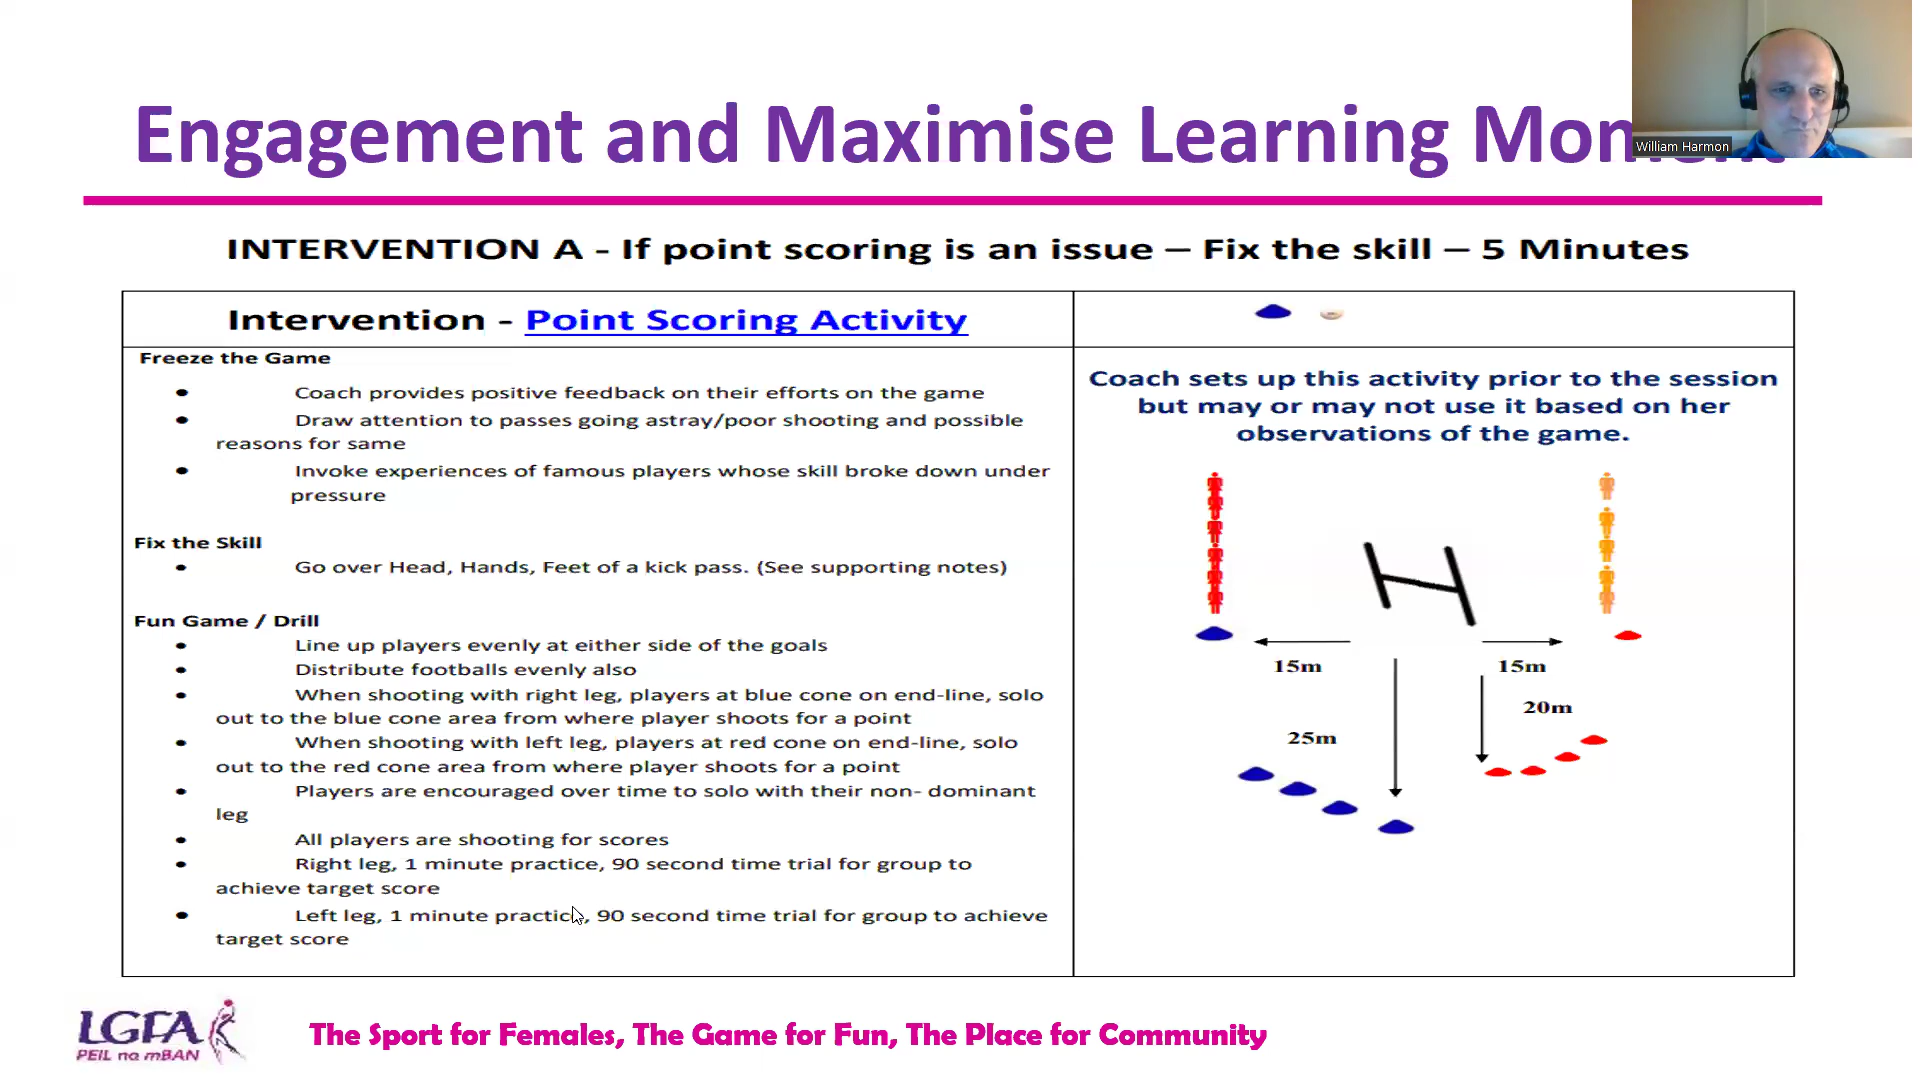 Engagement and Maximise Learning
William Harmon
INTERVENTION A - If point scoring is an issue – Fix the skill – 5 Minutes
Intervention - Point Scoring Activity
Freeze the Game
Coach provides positive feedback on their efforts on the game
Draw attention to passes going astray/poor shooting and possible
reasons for same
Invoke experiences of famous players whose skill broke down under
pressure
Fix the Skill
Go over Head, Hands, Feet of a kick pass. (See supporting notes)
Fun Game / Drill
Line up players evenly at either side of the goals
Distribute footballs evenly also
When shooting with right leg, players at blue cone on end-line, solo
out to the blue cone area from where player shoots for a point
When shooting with left leg, players at red cone on end-line, solo
out to the red cone area from where player shoots for a point
Players are encouraged over time to solo with their non- dominant
leg
All players are shooting for scores
Right leg, 1 minute practice, 90 second time trial for group to
achieve target score
Left leg, 1 minute practice, 90 second time trial for group to achieve
target score
Coach sets up this activity prior to the session
but may or may not use it based on her
observations of the game.
15m
15m
20m
25m
LGFA
PEIL na mBAN
The Sport for Females, The Game for Fun, The Place for Community